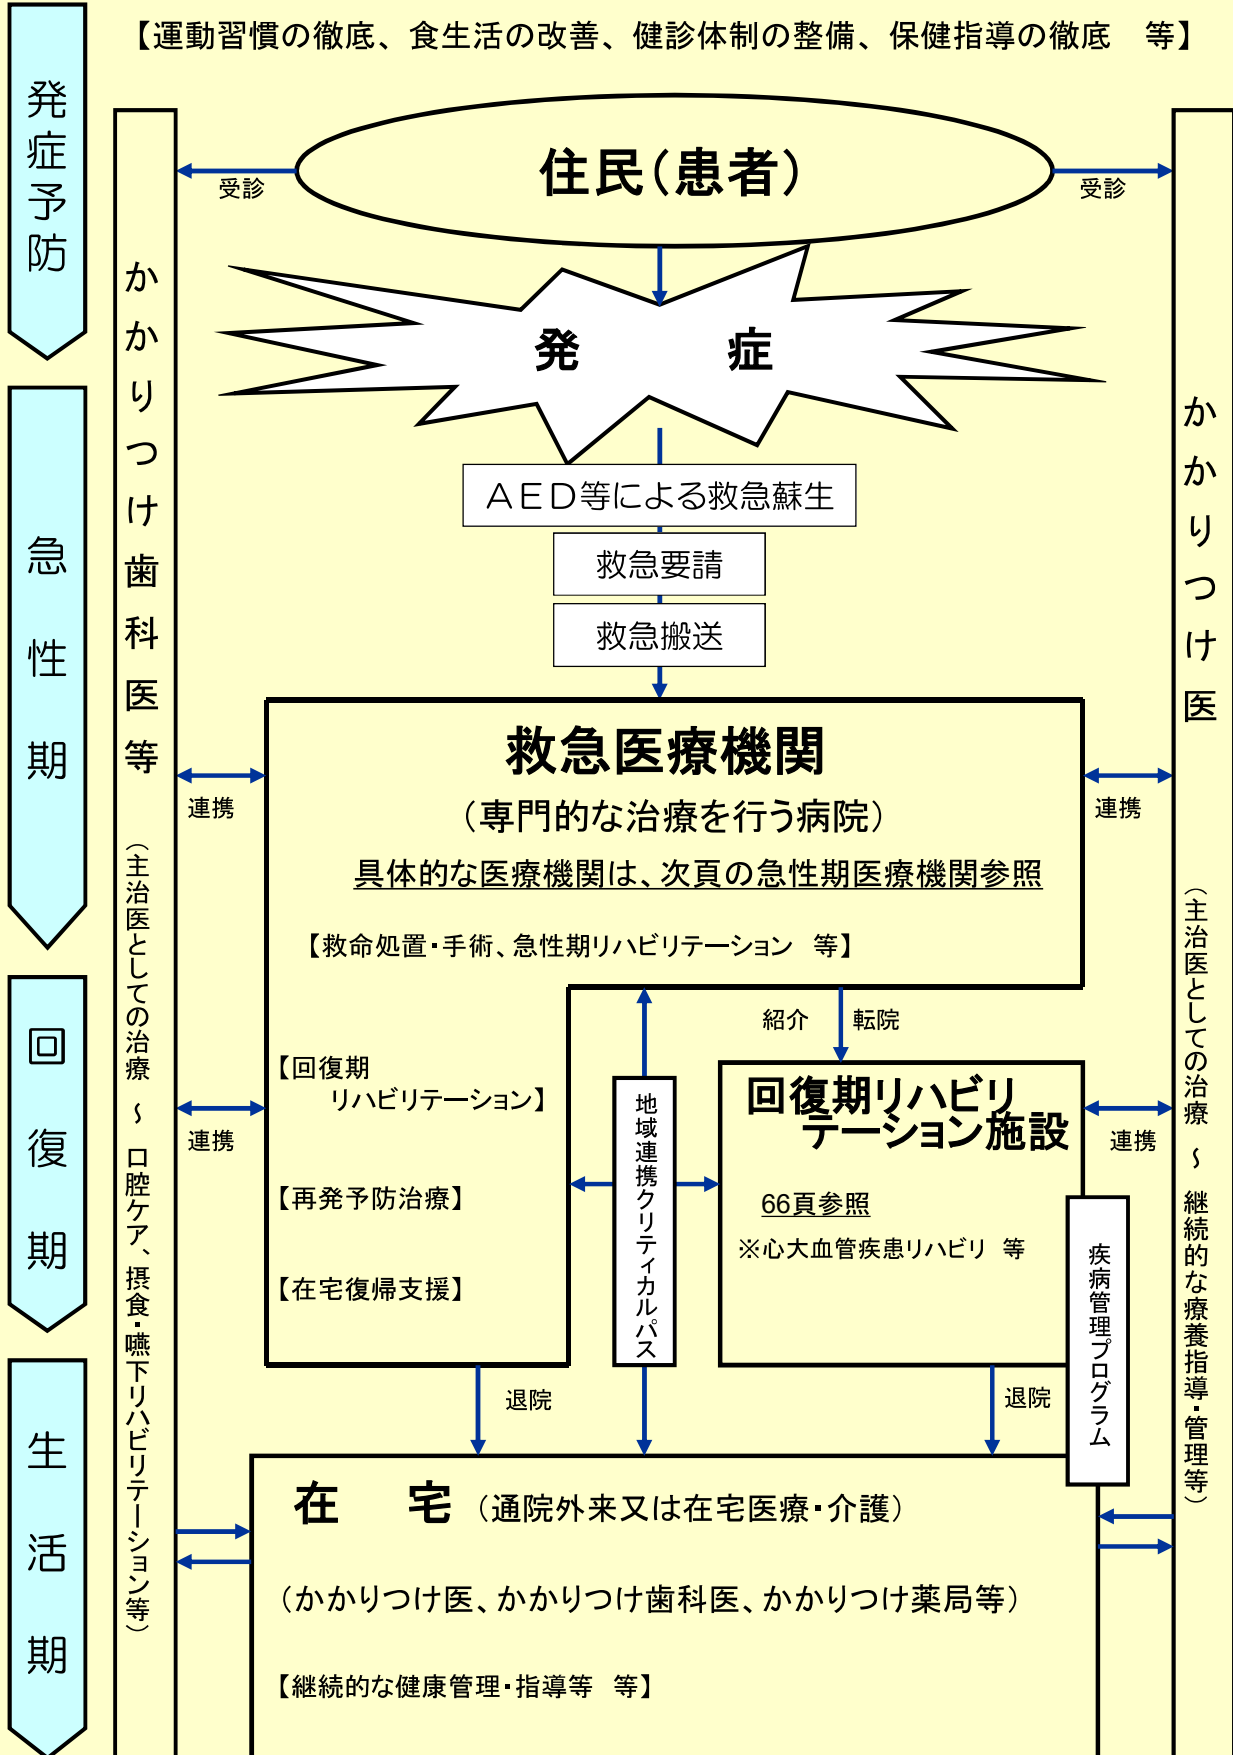 【運動習慣の徹底、食生活の改善、健診体制の整備、保健指導の徹底　等】
発症予防
住民(患者)
受診
受診
発　症
急性期
AED等による救急蘇生
救急要請
救急搬送
かかりつけ歯科医等
（主治医としての治療 ～ 口腔ケア、摂食・嚥下リハビリテーション等）
かかりつけ医
（主治医としての治療 ～ 継続的な療養指導・管理等）
救急医療機関
（専門的な治療を行う病院）
具体的な医療機関は、次頁の急性期医療機関参照
【救命処置・手術、急性期リハビリテーション　等】
連携
連携
回復期
紹介
転院
【回復期
リハビリテーション】
【再発予防治療】
【在宅復帰支援】
地域連携クリティカルパス
回復期リハビリ
テーション施設
66頁参照
※心大血管疾患リハビリ　等
連携
連携
疾病管理プログラム
退院
退院
生活期
在　宅（通院外来又は在宅医療・介護）
（かかりつけ医、かかりつけ歯科医、かかりつけ薬局等）
【継続的な健康管理・指導等　等】